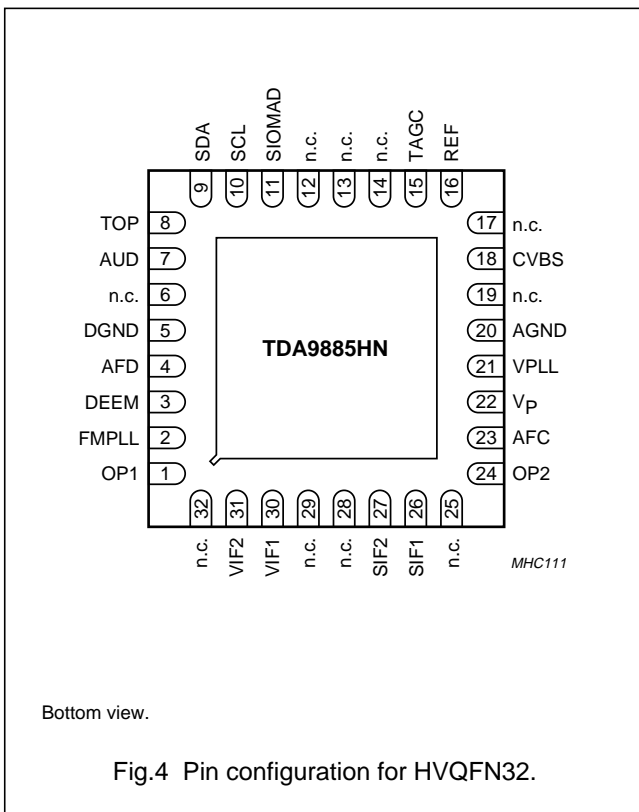 SDA
SCL
SIOMAD
n.c.
n.c.
n.c.
TAGC
REF
9
10
11
12
13
14
15
16
TOP 8
AUD 7
n.c. 6
DGND 5
AFD 4
DEEM 3
FMPLL 2
OP1 1
TDA9885HN
17 n.c.
18 CVBS
19 n.c.
20 AGND
21 VPLL
22 VP
23 AFC
24 OP2
32
31
30
29
28
27
26
25
n.c.
VIF2
VIF1
n.c.
n.c.
SIF2
SIF1
n.c.
MHC111
Bottom view.
Fig.4 Pin configuration for HVQFN32.